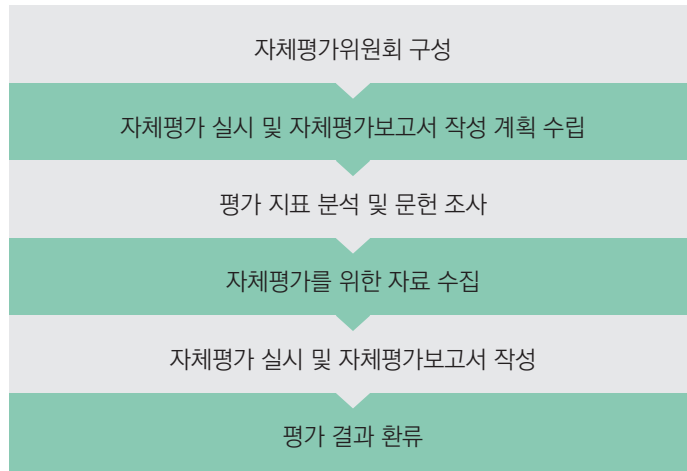 자체평가위원회 구성
자체평가 실시 및 자체평가보고서 작성 계획 수립
평가 지표 분석 및 문헌 조사
자체평가를 위한 자료 수집
자체평가 실시 및 자체평가보고서 작성
평가 결과 환류